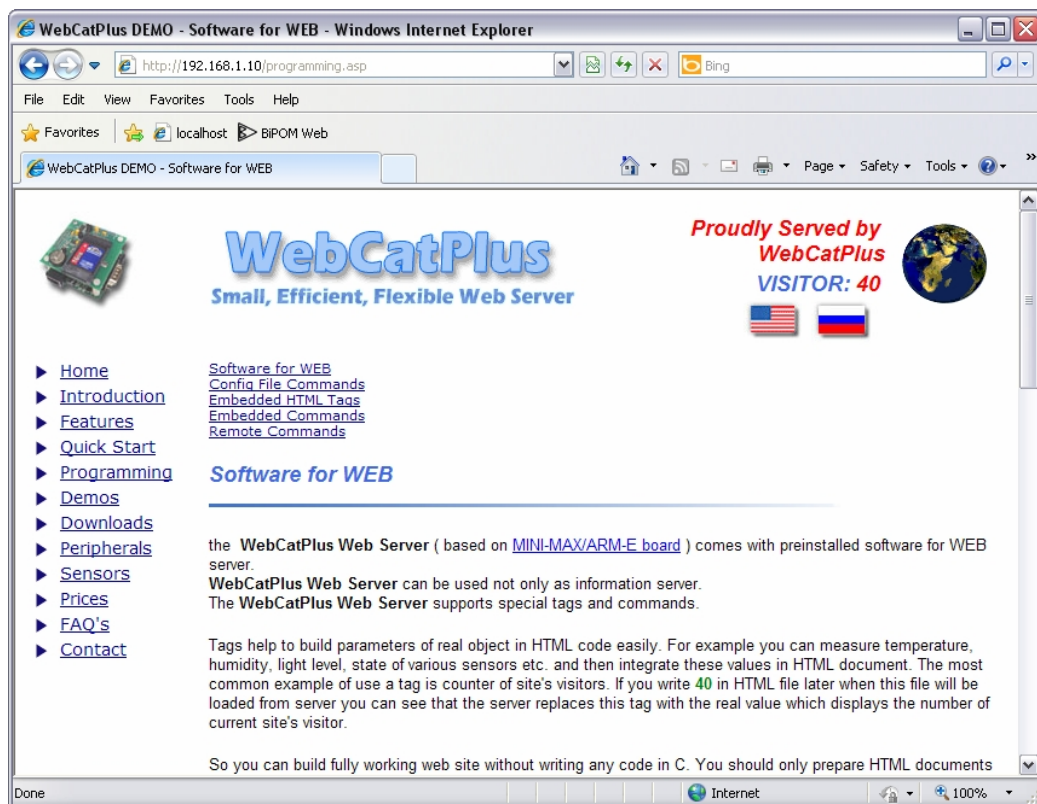 WebCatPlus DEMO - Software for WEB - Windows Internet Explorer
http://192.168.1.10/programming.asp
Bing
File Edit View Favorites Tools Help
Favorites localhost BiPOM Web
WebCatPlus DEMO - Software for WEB
Page Safety Tools »
WebCatPlus
Small, Efficient, Flexible Web Server
Proudly Served by
WebCatPlus
VISITOR: 40
Home
Introduction
Features
Quick Start
Programming
Demos
Downloads
Peripherals
Sensors
Prices
FAQ's
Contact
Software for WEB
Config File Commands
Embedded HTML Tags
Embedded Commands
Remote Commands
Software for WEB
the WebCatPlus Web Server ( based on MINI-MAX/ARM-E board ) comes with preinstalled software for WEB
server.
WebCatPlus Web Server can be used not only as information server.
The WebCatPlus Web Server supports special tags and commands.
Tags help to build parameters of real object in HTML code easily. For example you can measure temperature,
humidity, light level, state of various sensors etc. and then integrate these values in HTML document. The most
common example of use a tag is counter of site's visitors. If you write 40 in HTML file later when this file will be
loaded from server you can see that the server replaces this tag with the real value which displays the number of
current site's visitor.
So you can build fully working web site without writing any code in C. You should only prepare HTML documents
Done
Internet
100%